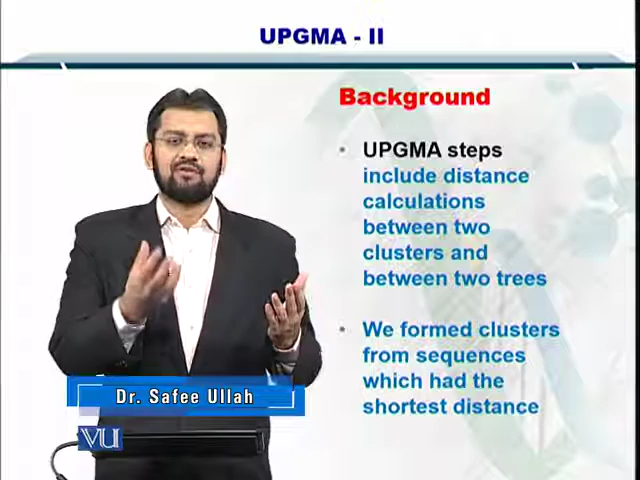 UPGMA - II
Background
• UPGMA steps
include distance
calculations
between two
clusters and
between two trees
• We formed clusters
from sequences
which had the
shortest distance
Dr. Safee Ullah
VU